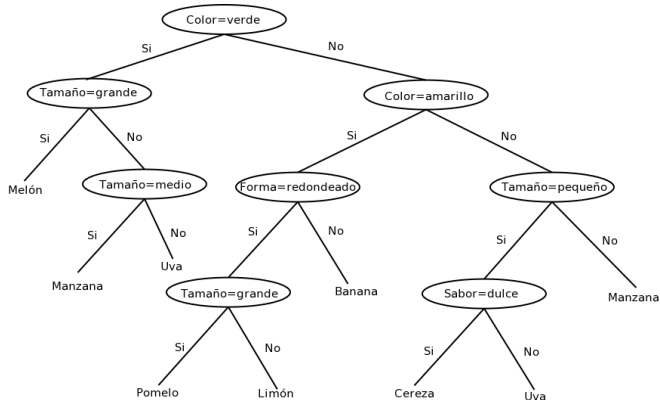 Color=verde
Si
No
Tamaño=grande
Color=amarillo
Si
No
Si
No
Melón
Tamaño=medio
Forma=redondeado
Tamaño=pequeño
Si
No
Si
No
Si
No
Manzana
Uva
Tamaño=grande
Banana
Sabor=dulce
Manzana
Si
No
Si
No
Pomelo
Limón
Cereza
Uva